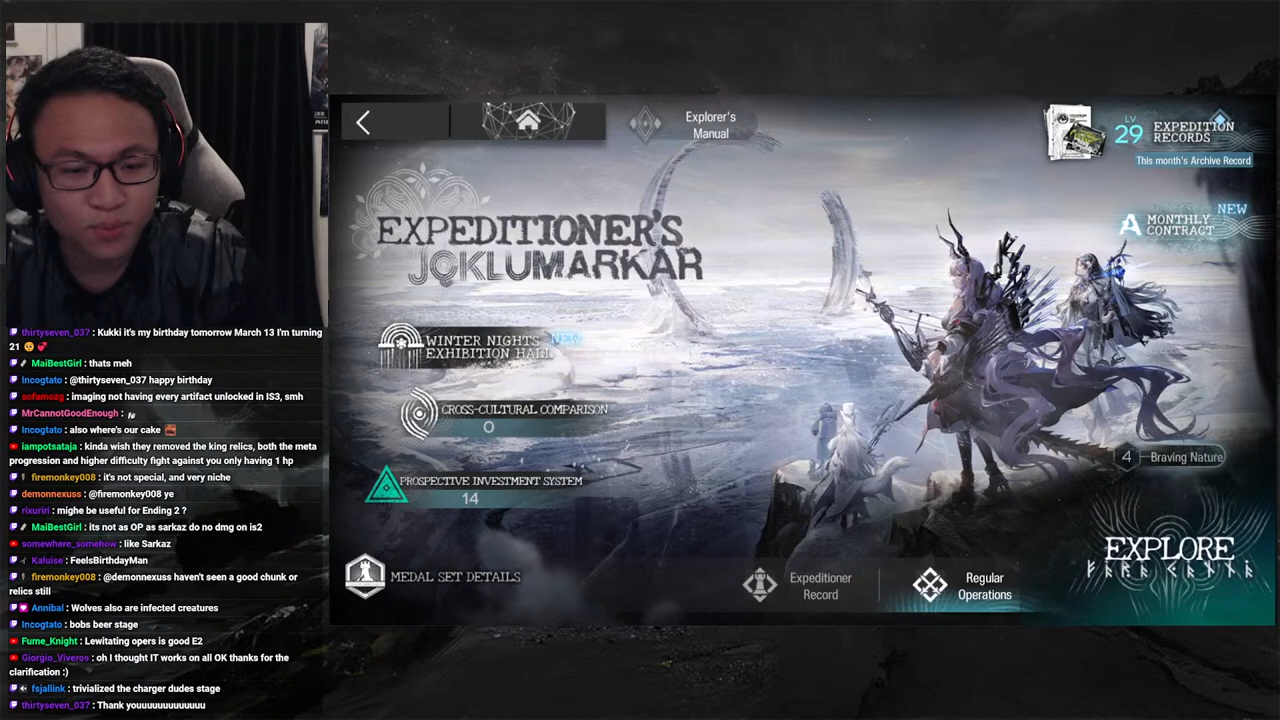 thirtyseven_037 : Kukki it's my birthday tomorrow March 13 I'm turning
21
MaiBestGirl : thats meh
Incogtato : @thirtyseven_037 happy birthday
sofamozg : imaging not having every artifact unlocked in IS3, smh
MrCannotGoodEnough :
Incogtato : also where's our cake
iampotsataja : kinda wish they removed the king relics, both the meta
progression and higher difficulty fight against you only having 1 hp
firemonkey008 : it's not special, and very niche
demonnexuss : @firemonkey008 ye
rixuriri : mighe be useful for Ending 2 ?
MaiBestGirl : its not as OP as sarkaz do no dmg on is2
somewhere_somehow : like Sarkaz
Kaluise : FeelsBirthdayMan
firemonkey008 : @demonnexuss haven't seen a good chunk or
relics still
Annibal : Wolves also are infected creatures
Incogtato : bobs beer stage
Fume_Knight : Lewitating opers is good E2
Giorgio_Viveros : oh I thought IT works on all OK thanks for the
clarification :)
fsjallink : trivialized the charger dudes stage
thirtyseven_037 : Thank youuuuuuuuuuuuu
Explorer's
Manual
LV
29
EXPEDITION
RECORDS
This month's Archive Record
NEW
MONTHLY
CONTRACT
EXPEDITIONER'S
JOKLUMARKAR
WINTER NIGHTS NEW
EXHIBITION HALL
CROSS-CULTURAL COMPARISON
0
PROSPECTIVE INVESTMENT SYSTEM
14
4 Braving Nature
EXPLORE
MEDAL SET DETAILS
Expeditioner
Record
Regular
Operations